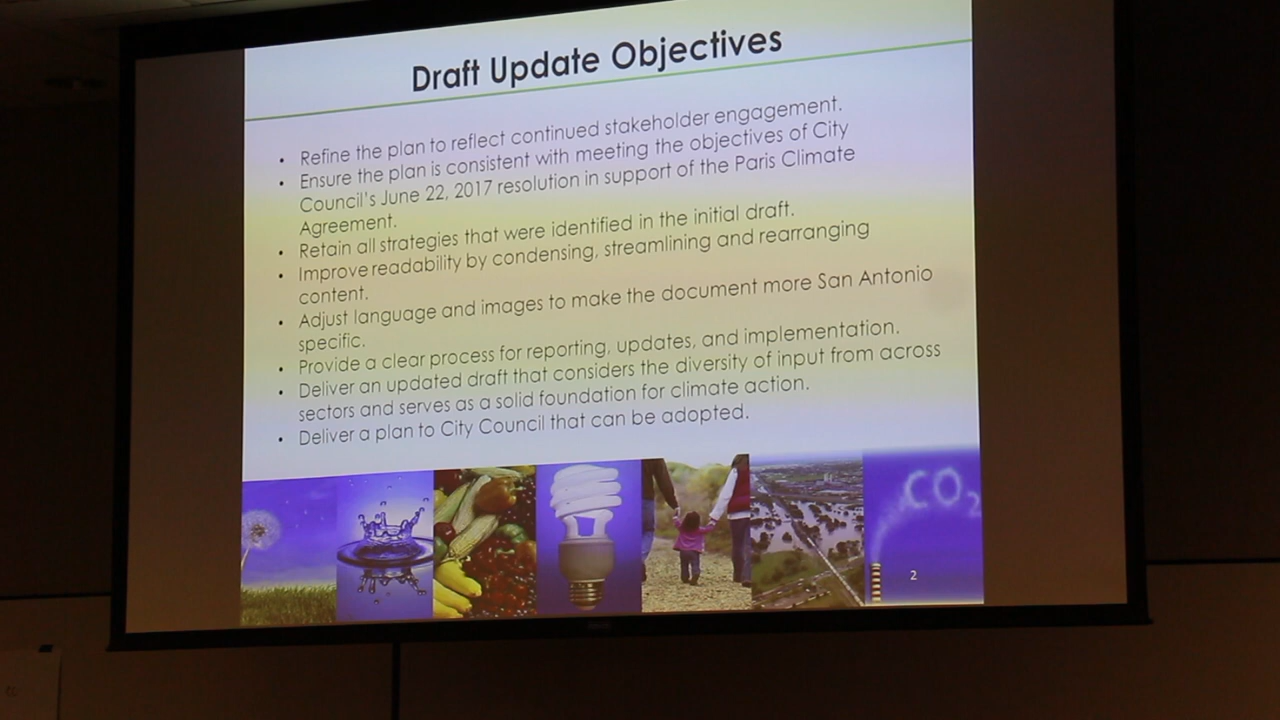 Draft Update Objectives
• Refine the plan to reflect continued stakeholder engagement.
• Ensure the plan is consistent with meeting the objectives of City
Council's June 22, 2017 resolution in support of the Paris Climate
Agreement.
• Retain all strategies that were identified in the initial draft.
• Improve readability by condensing, streamlining and rearranging
content.
• Adjust language and images to make the document more San Antonio
specific.
• Provide a clear process for reporting, updates, and implementation.
• Deliver an updated draft that considers the diversity of input from across
sectors and serves as a solid foundation for climate action.
• Deliver a plan to City Council that can be adopted.
CO2
2